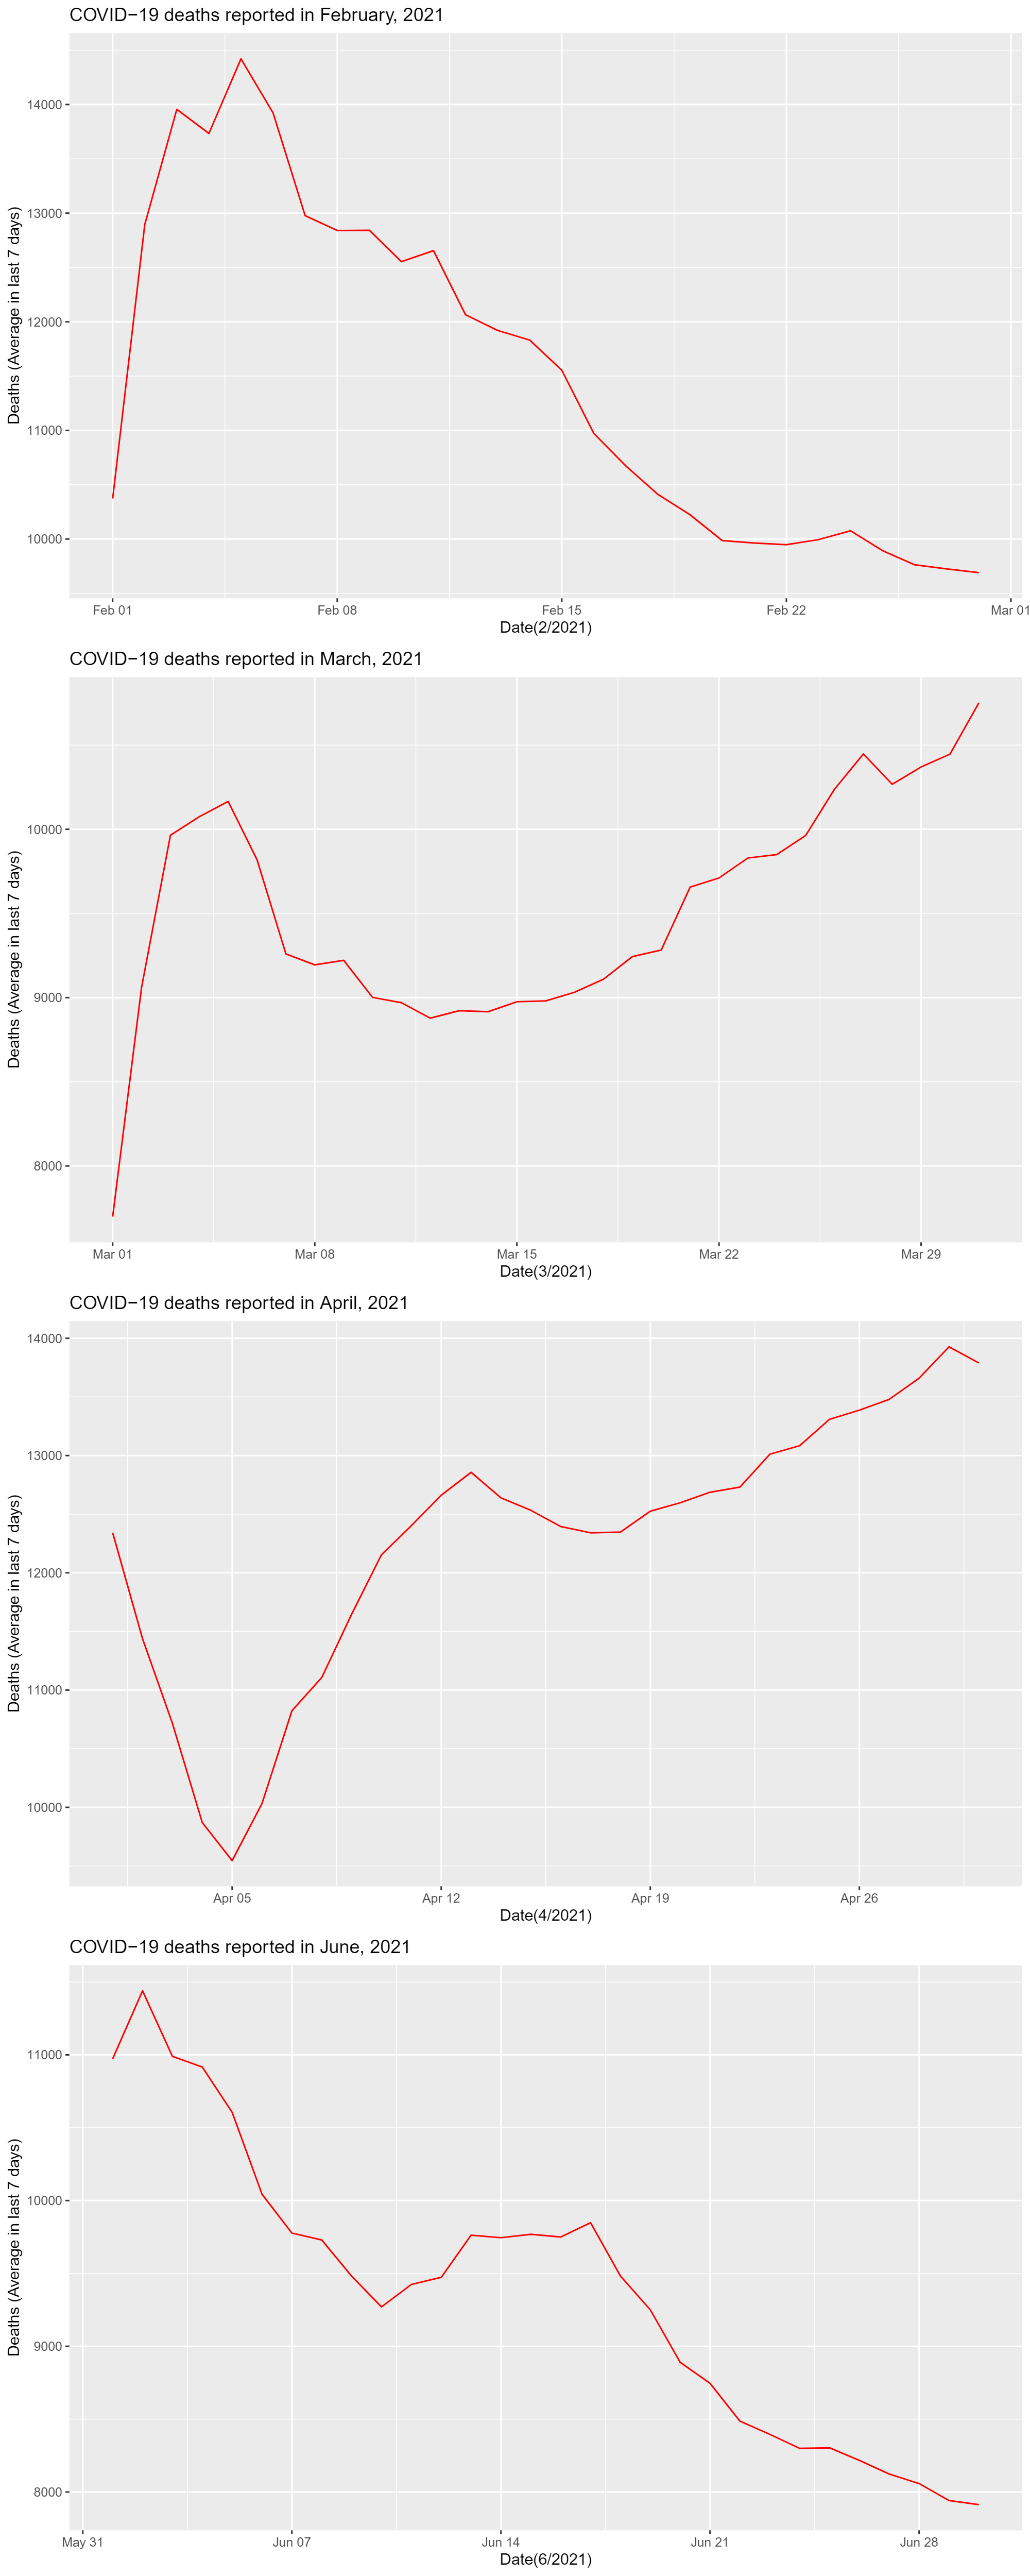 COVID−19 deaths reported in February, 2021
Deaths (Average in last 7 days)
14000
13000
12000
11000
10000
Feb 01 Feb 08 Feb 15 Feb 22 Mar 01
Date(2/2021)
COVID−19 deaths reported in March, 2021
Deaths (Average in last 7 days)
10000
9000
8000
Mar 01 Mar 08 Mar 15 Mar 22 Mar 29
Date(3/2021)
COVID−19 deaths reported in April, 2021
Deaths (Average in last 7 days)
14000
13000
12000
11000
10000
Apr 05 Apr 12 Apr 19 Apr 26
Date(4/2021)
COVID−19 deaths reported in June, 2021
Deaths (Average in last 7 days)
11000
10000
9000
8000
May 31 Jun 07 Jun 14 Jun 21 Jun 28
Date(6/2021)